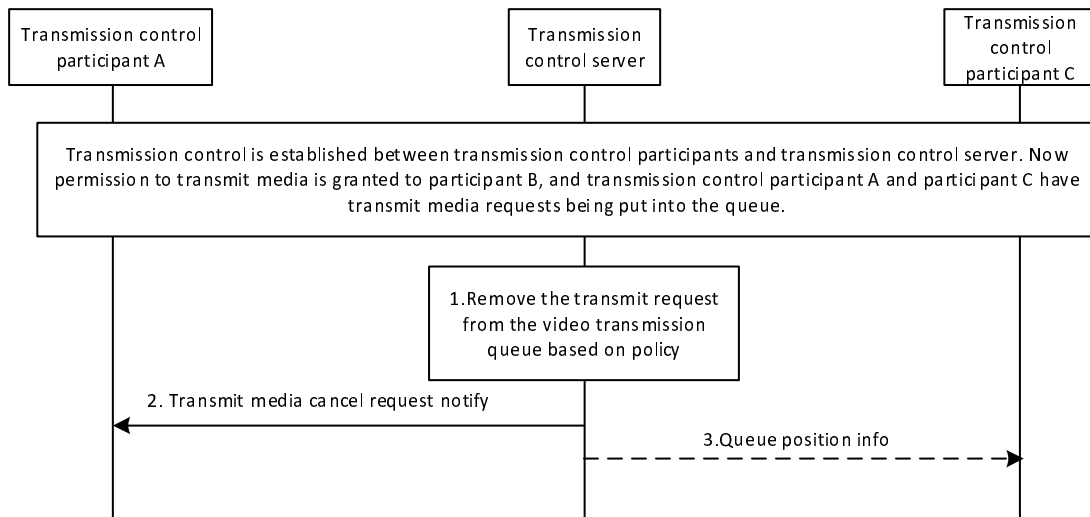 Transmission control
participant A
Transmission
control server
Transmission
control
participant C
Transmission control is established between transmission control participants and transmission control server. Now
permission to transmit media is granted to participant B, and transmission control participant A and participant C have
transmit media requests being put into the queue.
1.Remove the transmit request
from the video transmission
queue based on policy
2. Transmit media cancel request notify
3.Queue position info